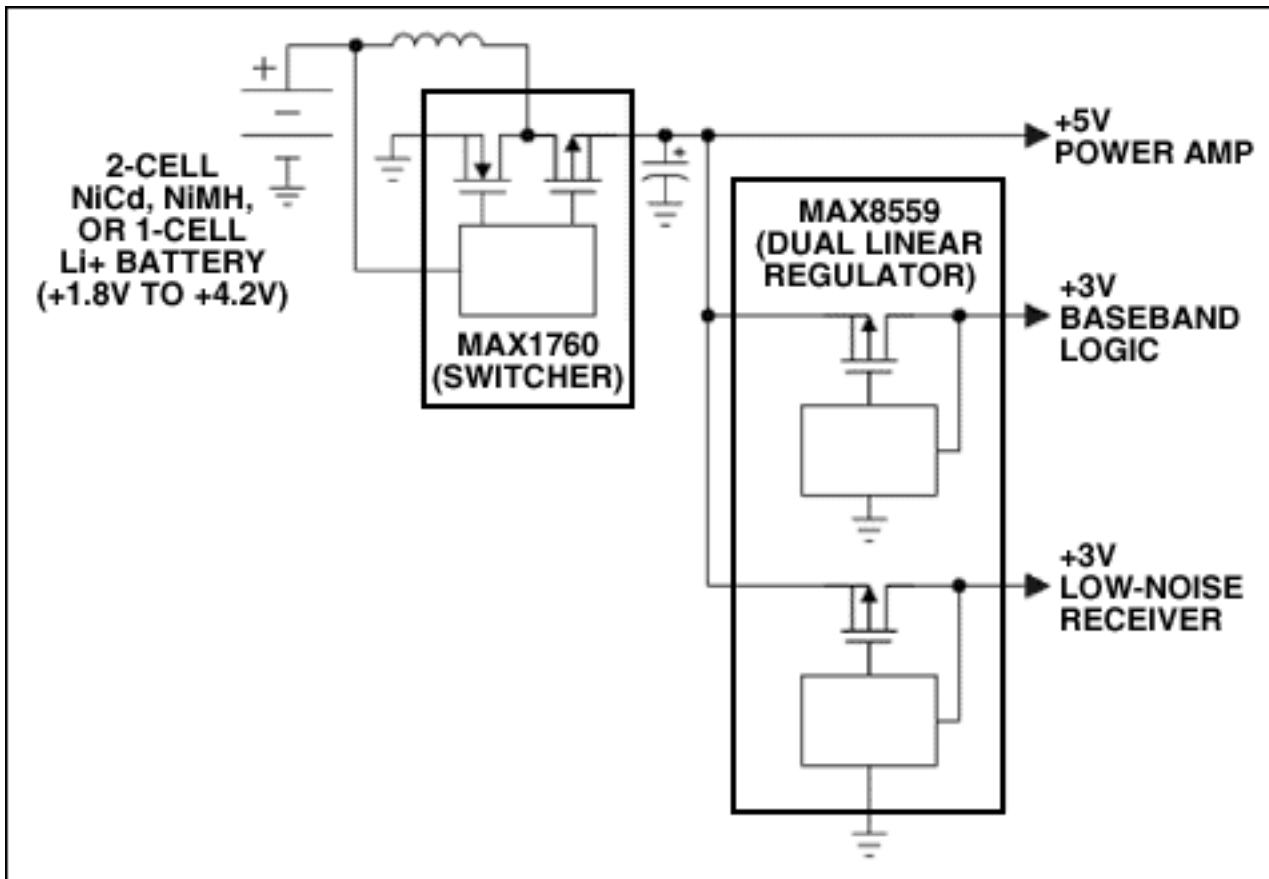 +
2-CELL
NiCd, NiMH,
OR 1-CELL
Li+ BATTERY
(+1.8V TO +4.2V)
MAX1760
(SWITCHER)
+
+5V
POWER AMP
MAX8559
(DUAL LINEAR
REGULATOR)
+3V
BASEBAND
LOGIC
+3V
LOW-NOISE
RECEIVER